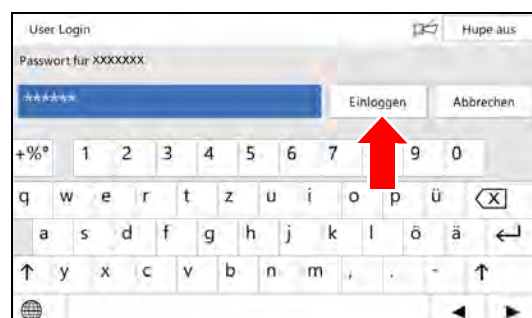 User Login Hupe aus
Passwort für XXXXXXX
****** Einloggen Abbrechen
+%° 1 2 3 4 5 6 7 9 0
q w e r t z u i o p ü
a s d f g h j k l ö ä
↑ y x c v b n m , . - ↑